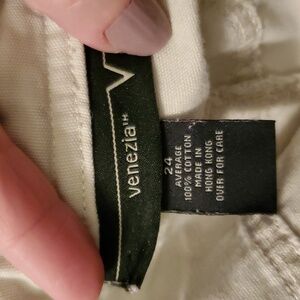 V
venezia™
24
AVERAGE
100% COTTON
MADE IN
HONG KONG
OVER FOR CARE